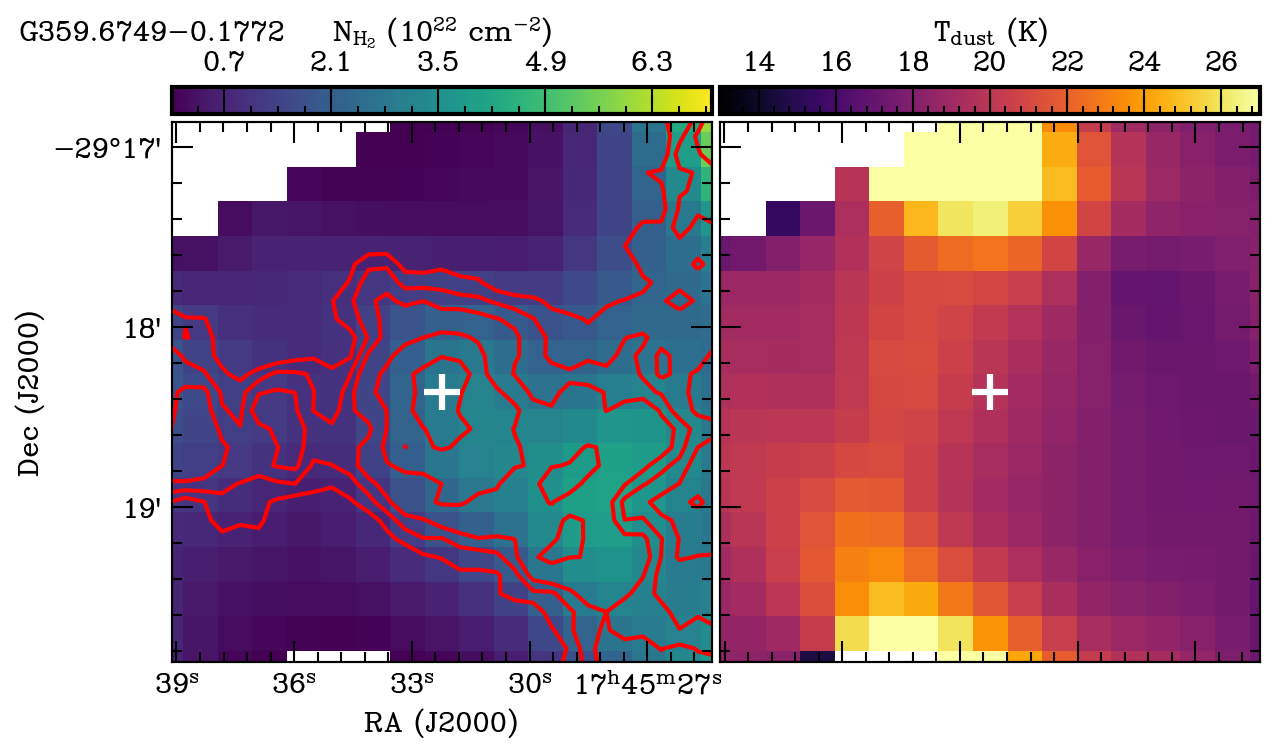 G359.6749−0.1772 N_H₂ (10²² cm⁻²) T_dust (K)
0.7 2.1 3.5 4.9 6.3 14 16 18 20 22 24 26
−29°17'
18'
19'
Dec (J2000)
39ˢ 36ˢ 33ˢ 30ˢ 17ʰ45ᵐ27ˢ
RA (J2000)